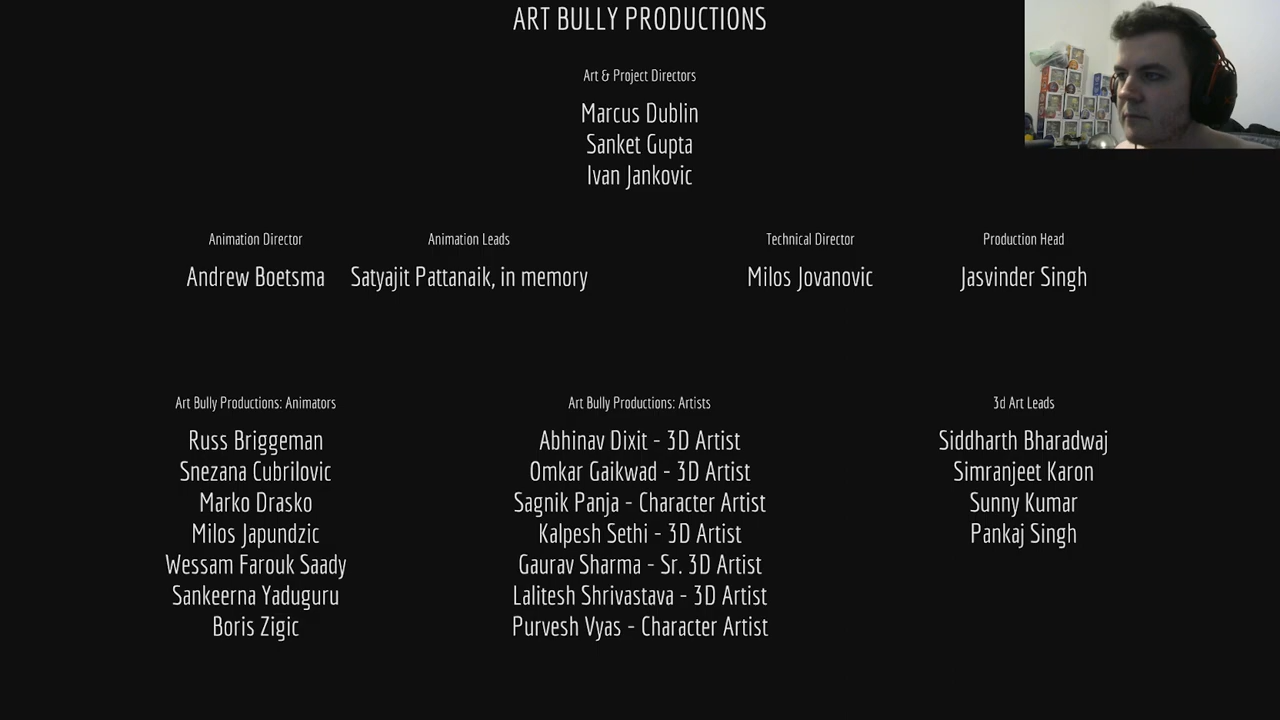 ART BULLY PRODUCTIONS
Art & Project Directors
Marcus Dublin
Sanket Gupta
Ivan Jankovic
Animation Director
Andrew Boetsma
Animation Leads
Satyajit Pattanaik, in memory
Technical Director
Milos Jovanovic
Production Head
Jasvinder Singh
Art Bully Productions: Animators
Russ Briggeman
Snezana Cubrilovic
Marko Drasko
Milos Japundzic
Wessam Farouk Saady
Sankeerna Yaduguru
Boris Zigic
Art Bully Productions: Artists
Abhinav Dixit - 3D Artist
Omkar Gaikwad - 3D Artist
Sagnik Panja - Character Artist
Kalpesh Sethi - 3D Artist
Gaurav Sharma - Sr. 3D Artist
Lalitesh Shrivastava - 3D Artist
Purvesh Vyas - Character Artist
3d Art Leads
Siddharth Bharadwaj
Simranjeet Karon
Sunny Kumar
Pankaj Singh